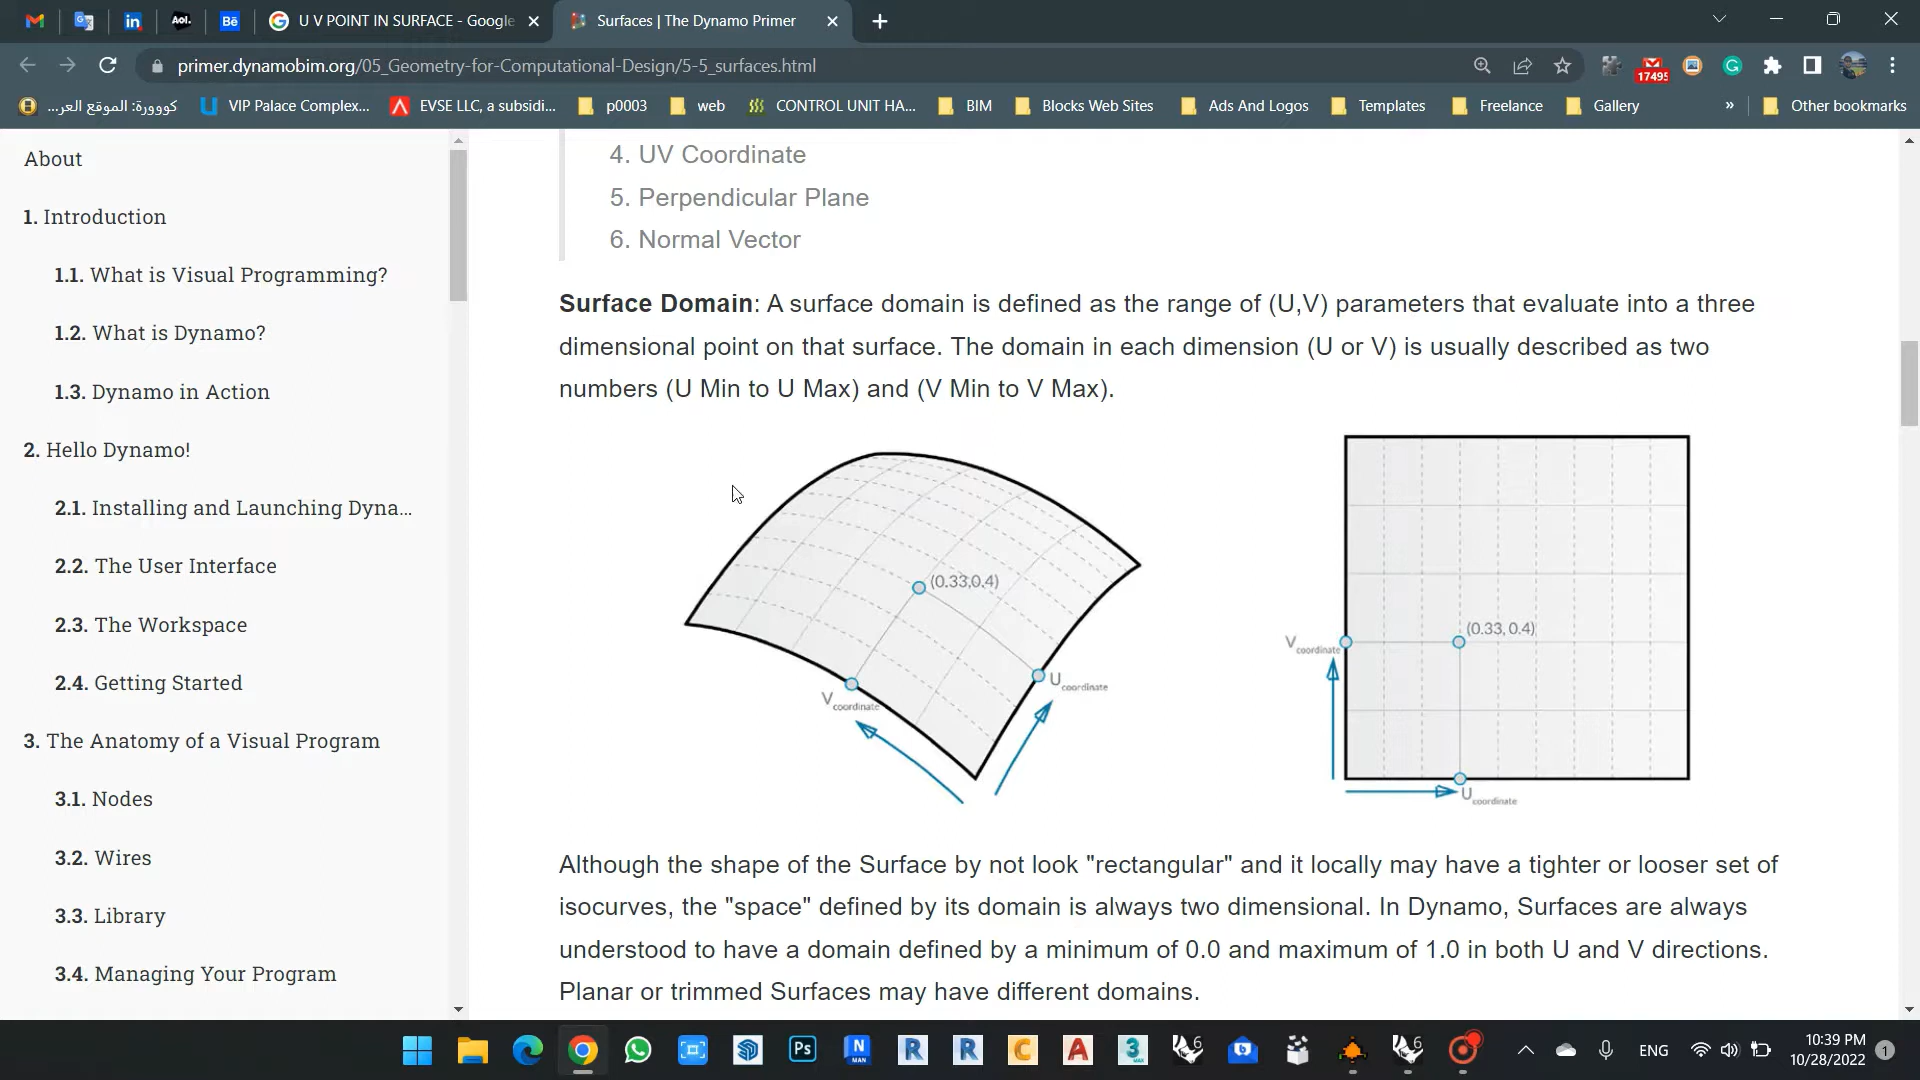 U V POINT IN SURFACE - Google
Surfaces | The Dynamo Primer
primer.dynamobim.org/05_Geometry-for-Computational-Design/5-5_surfaces.html
17495
كووورة: الموقع العر...
VIP Palace Complex...
EVSE LLC, a subsidi...
p0003
web
CONTROL UNIT HA...
BIM
Blocks Web Sites
Ads And Logos
Templates
Freelance
Gallery
»
Other bookmarks
About
1. Introduction
1.1. What is Visual Programming?
1.2. What is Dynamo?
1.3. Dynamo in Action
2. Hello Dynamo!
2.1. Installing and Launching Dyna...
2.2. The User Interface
2.3. The Workspace
2.4. Getting Started
3. The Anatomy of a Visual Program
3.1. Nodes
3.2. Wires
3.3. Library
3.4. Managing Your Program
4. UV Coordinate
5. Perpendicular Plane
6. Normal Vector
Surface Domain: A surface domain is defined as the range of (U,V) parameters that evaluate into a three
dimensional point on that surface. The domain in each dimension (U or V) is usually described as two
numbers (U Min to U Max) and (V Min to V Max).
(0.33,0.4)
V coordinate
U coordinate
(0.33, 0.4)
V coordinate
U coordinate
Although the shape of the Surface by not look "rectangular" and it locally may have a tighter or looser set of
isocurves, the "space" defined by its domain is always two dimensional. In Dynamo, Surfaces are always
understood to have a domain defined by a minimum of 0.0 and maximum of 1.0 in both U and V directions.
Planar or trimmed Surfaces may have different domains.
ENG
10:39 PM
10/28/2022
1